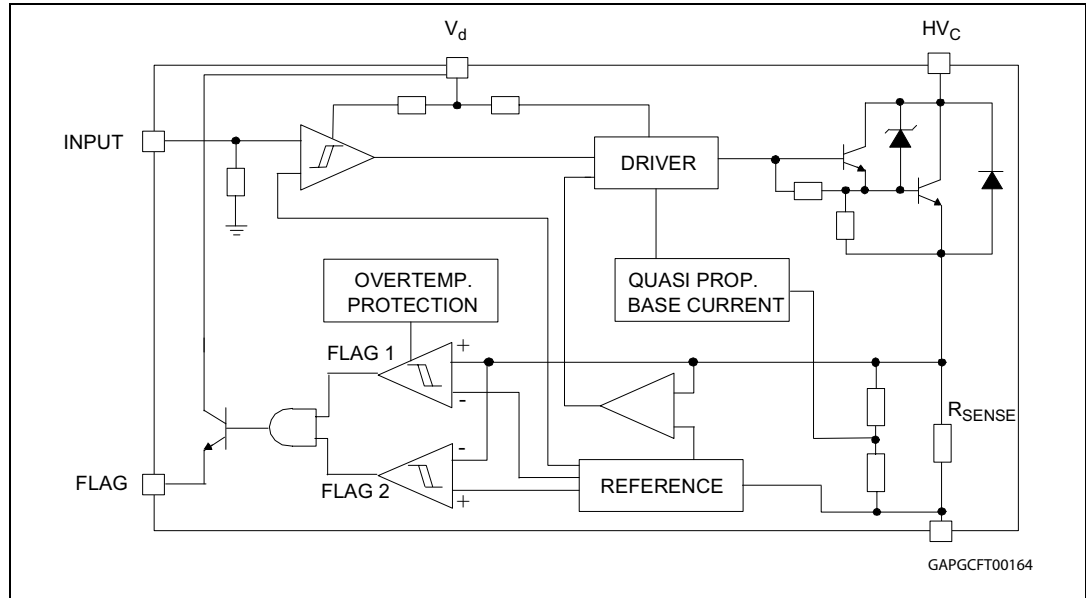 V_d
HV_C
INPUT
DRIVER
OVERTEMP.
PROTECTION
QUASI PROP.
BASE CURRENT
FLAG 1
+
-
R_SENSE
-
FLAG 2
+
REFERENCE
FLAG
GAPGCFT00164